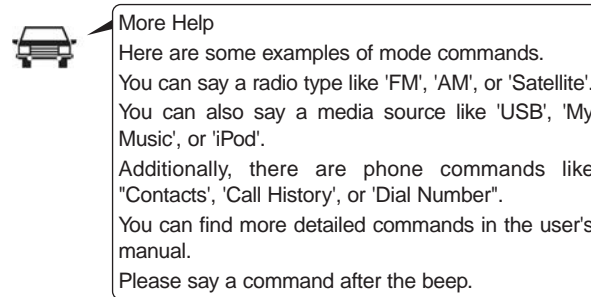 More Help
Here are some examples of mode commands.
You can say a radio type like 'FM', 'AM', or 'Satellite'.
You can also say a media source like 'USB', 'My
Music', or 'iPod'.
Additionally, there are phone commands like
"Contacts', 'Call History', or 'Dial Number".
You can find more detailed commands in the user's
manual.
Please say a command after the beep.